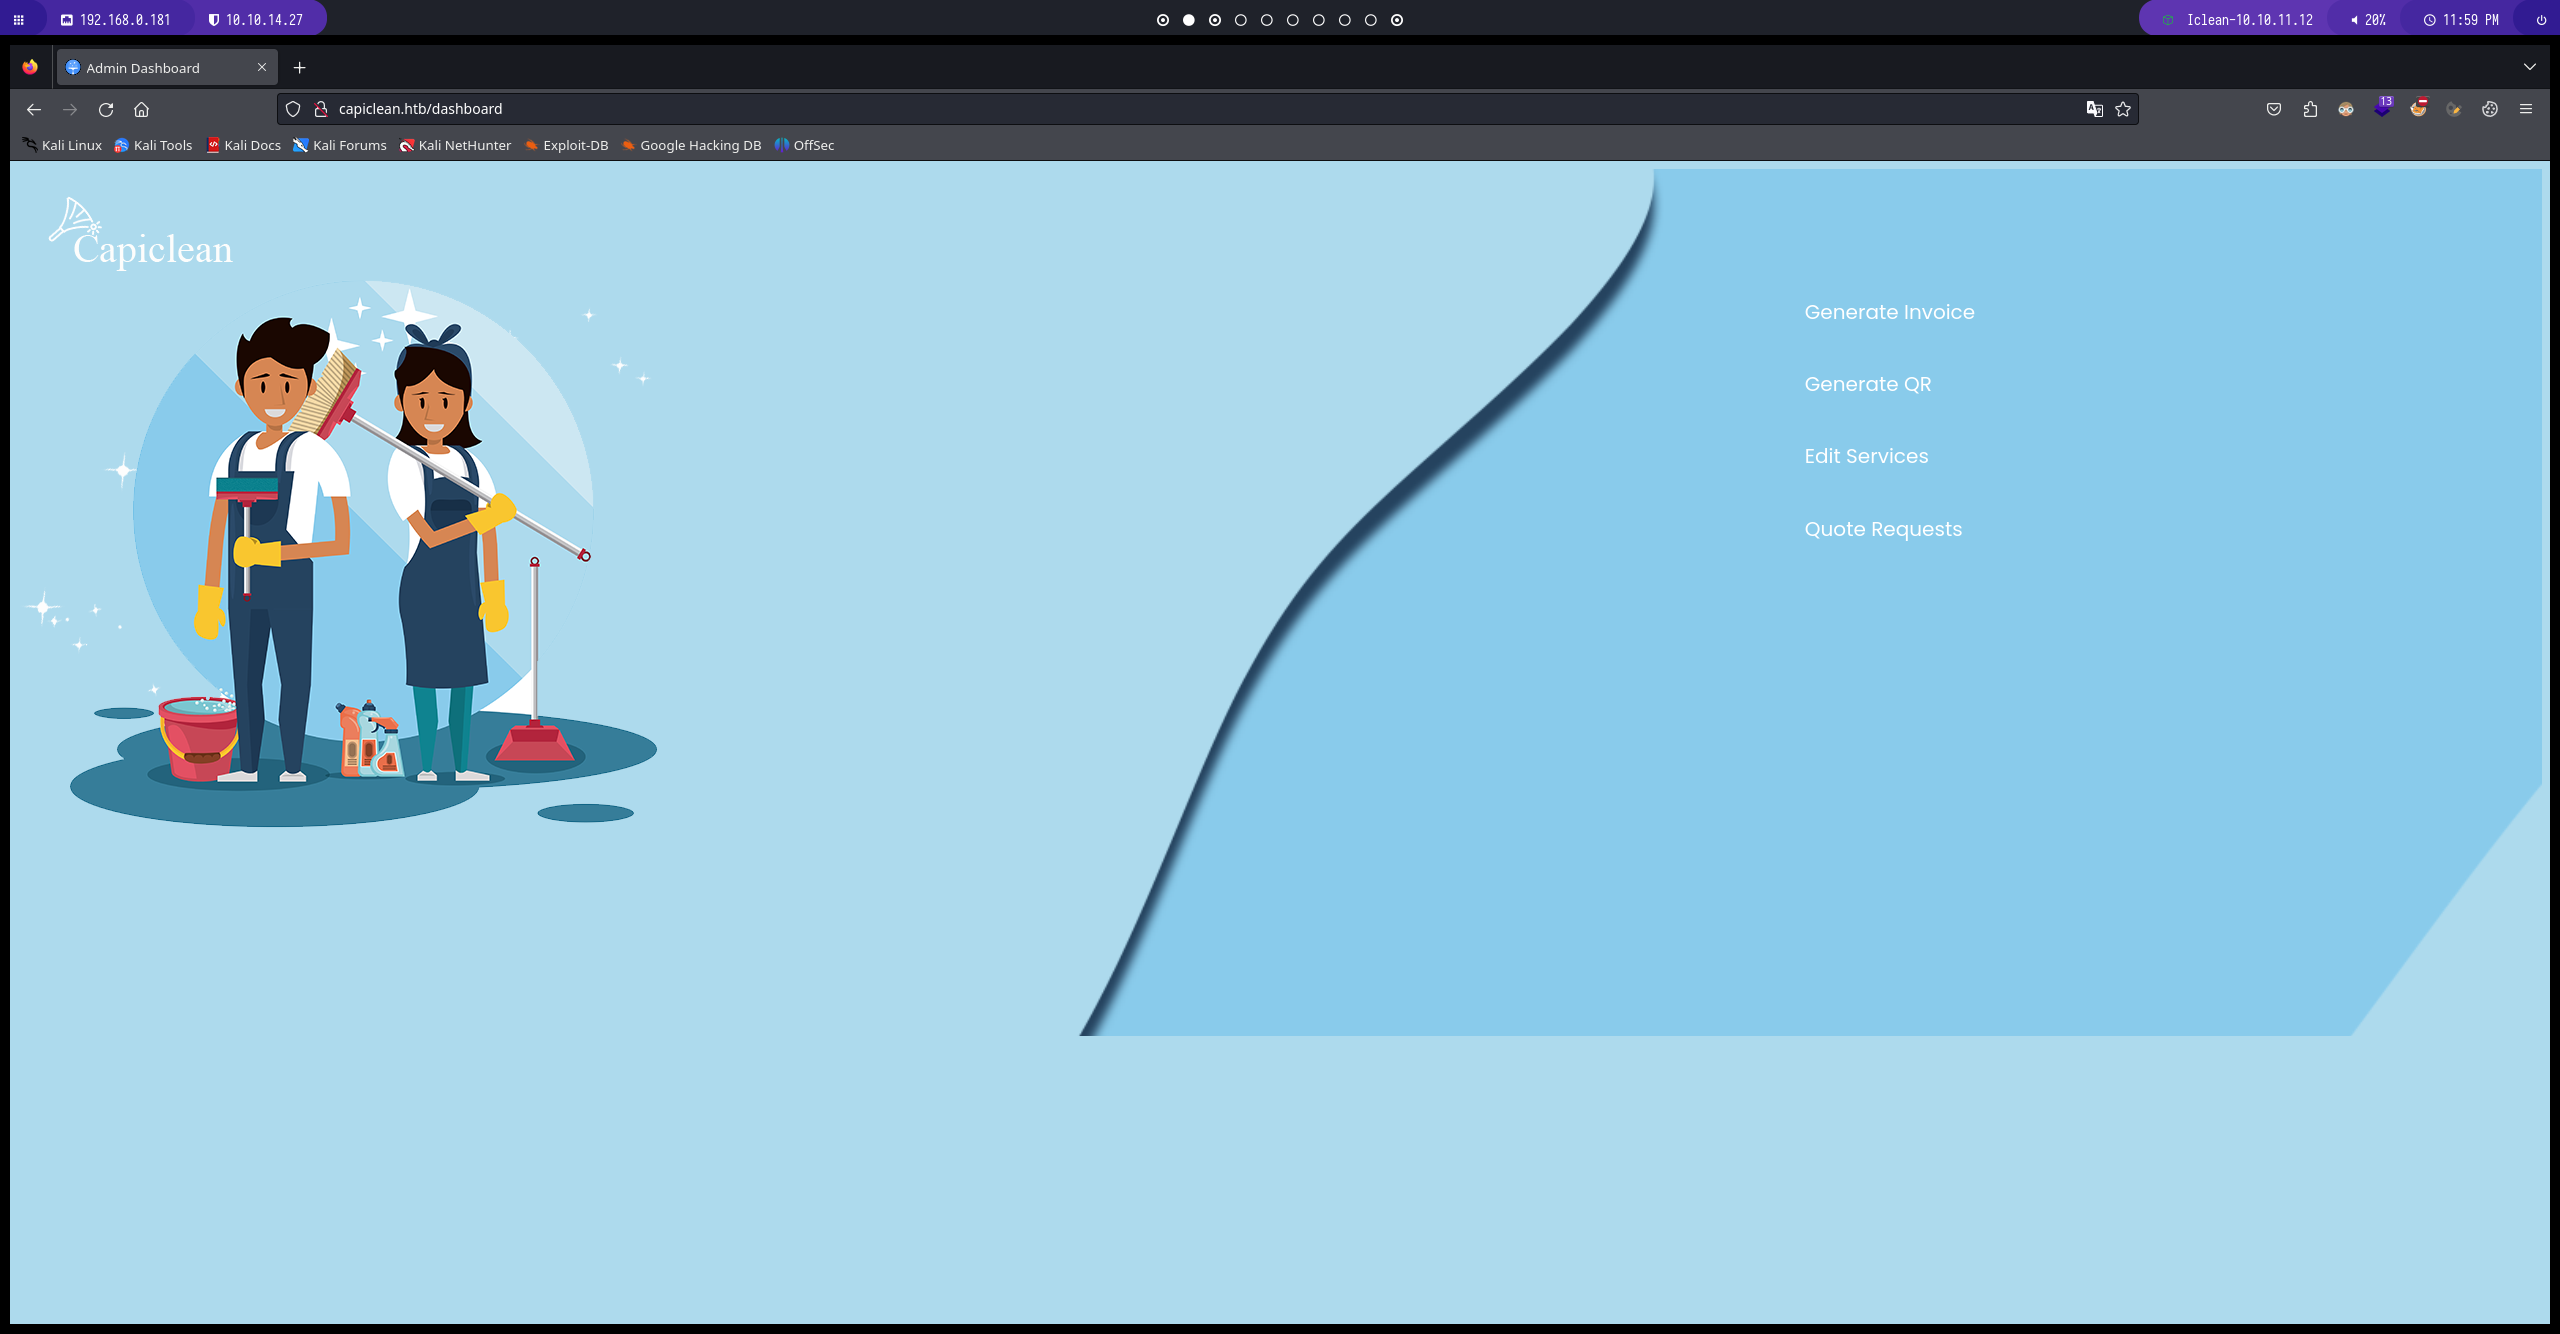 192.168.0.181 10.10.14.27 Iclean-10.10.11.12 20% 11:59 PM
Admin Dashboard
capiclean.htb/dashboard 13
Kali Linux Kali Tools Kali Docs Kali Forums Kali NetHunter Exploit-DB Google Hacking DB OffSec
Capiclean
Generate Invoice
Generate QR
Edit Services
Quote Requests